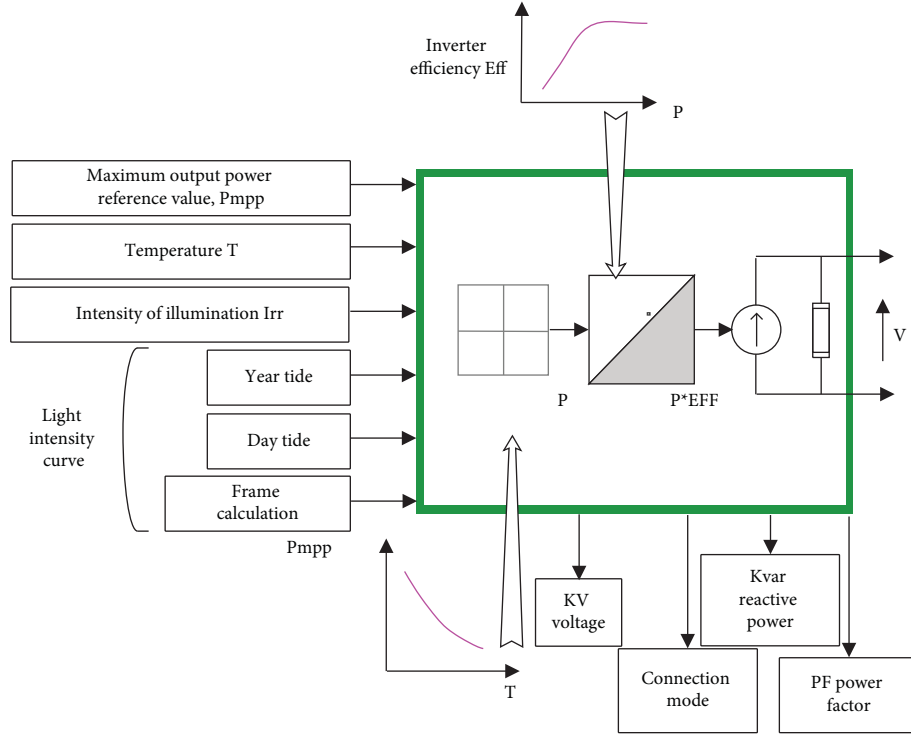 Inverter
efficiency Eff
P
Maximum output power
reference value, Pmpp
Temperature T
Intensity of illumination Irr
Year tide
Light
intensity
curve
Day tide
Frame
calculation
P
P*EFF
V
Pmpp
T
KV
voltage
Connection
mode
Kvar
reactive
power
PF power
factor